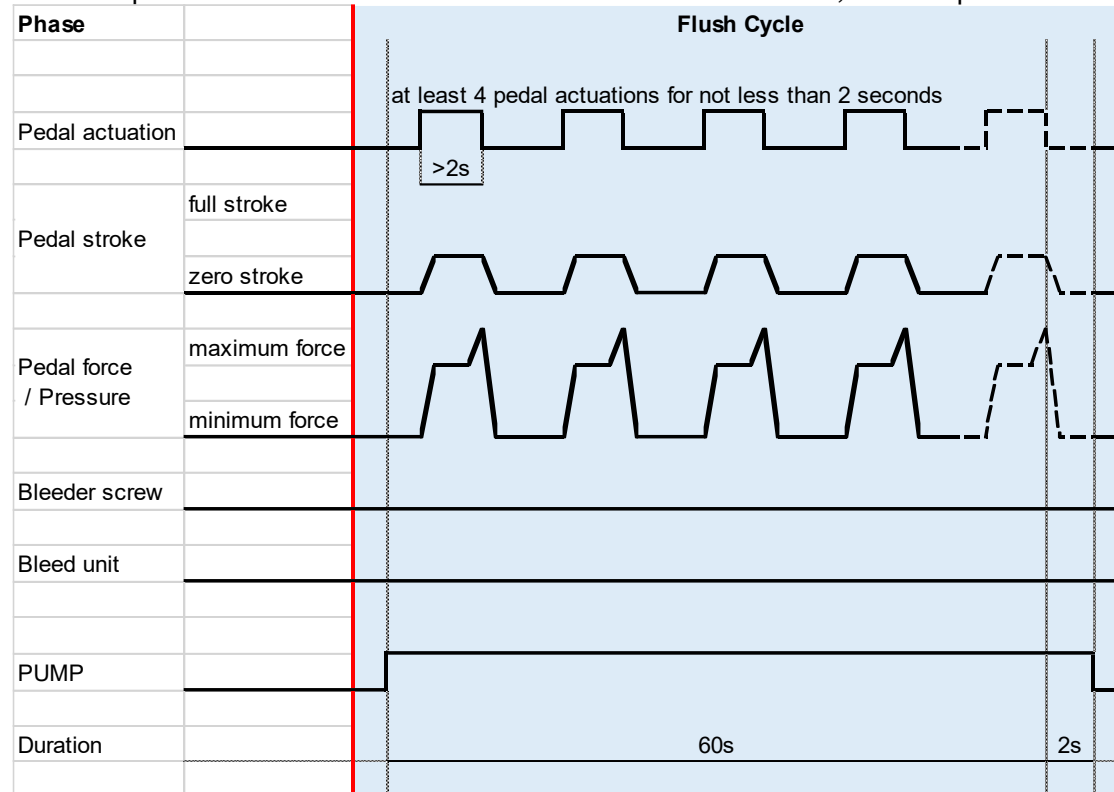 Phase
Flush Cycle
at least 4 pedal actuations for not less than 2 seconds
Pedal actuation
>2s
full stroke
Pedal stroke
zero stroke
maximum force
Pedal force
/ Pressure
minimum force
Bleeder screw
Bleed unit
PUMP
Duration
60s
2s